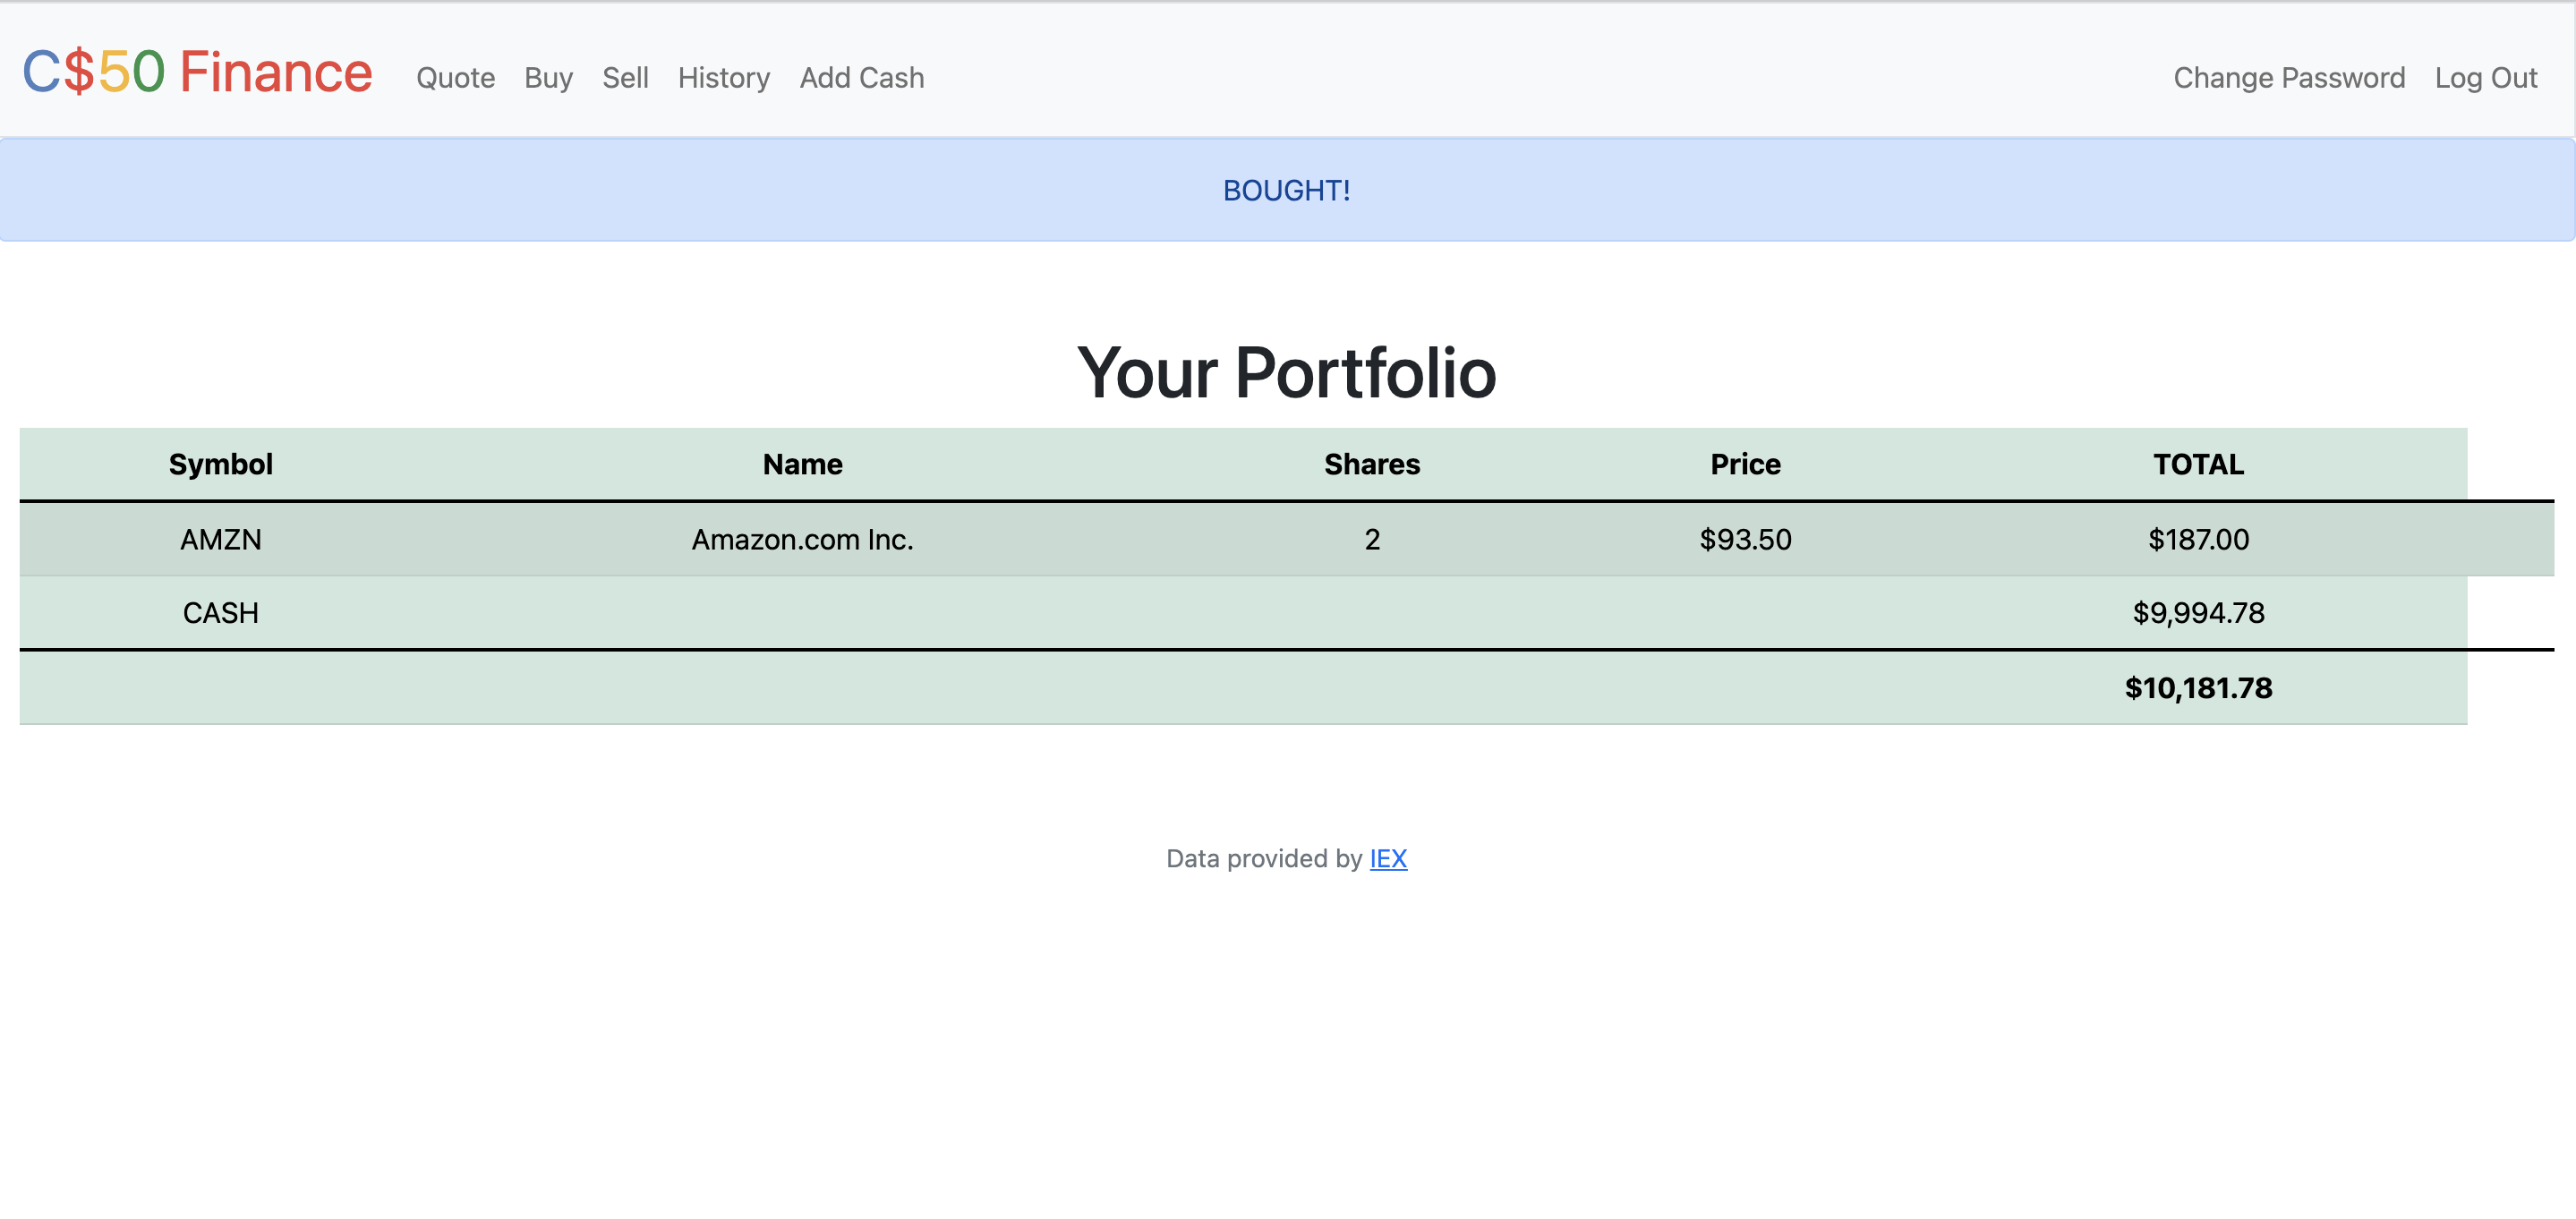 C$50 Finance Quote Buy Sell History Add Cash Change Password Log Out
BOUGHT!
Your Portfolio
Symbol Name Shares Price TOTAL
AMZN Amazon.com Inc. 2 $93.50 $187.00
CASH $9,994.78
$10,181.78
Data provided by IEX